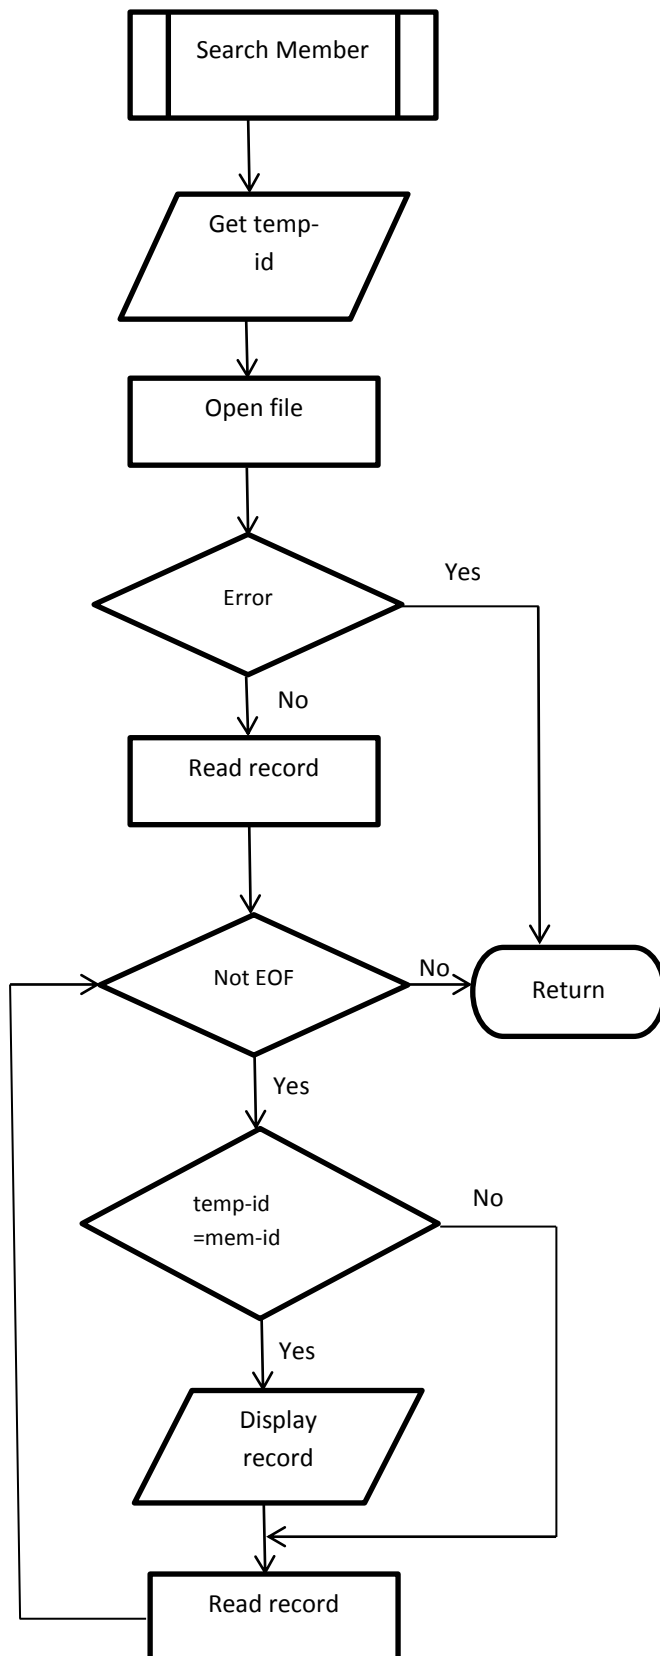 Search Member
Get temp-
id
Open file
Error
Yes
No
Read record
Not EOF
No
Return
Yes
temp-id
=mem-id
No
Yes
Display
record
Read record